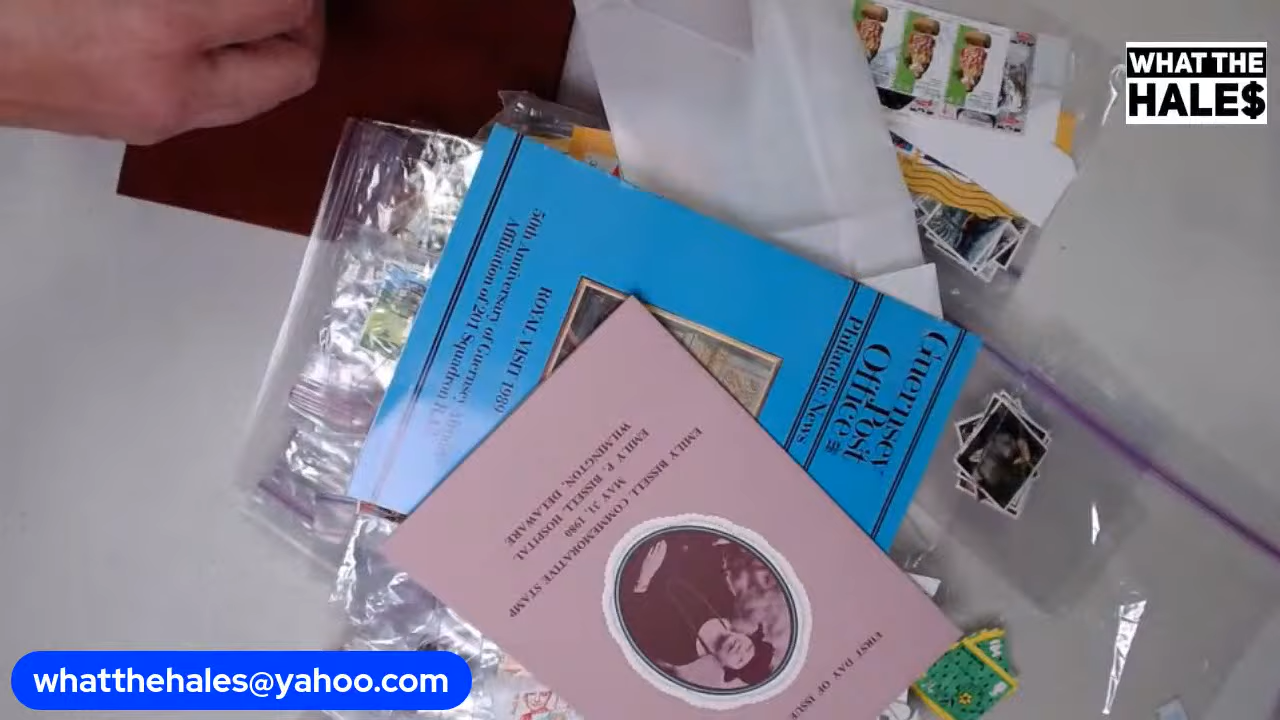 WHAT THE
HALE$
Guernsey
Post
Office
Philatelic News
ROYAL VISIT 1989
50th Anniversary of Guernsey
Affiliation of 201 Squadron R.
FIRST DAY OF ISSUE
EMILY BISSELL COMMEMORATIVE STAMP
MAY 31, 1980
EMILY P. BISSELL HOSPITAL
WILMINGTON, DELAWARE
whatthehales@yahoo.com